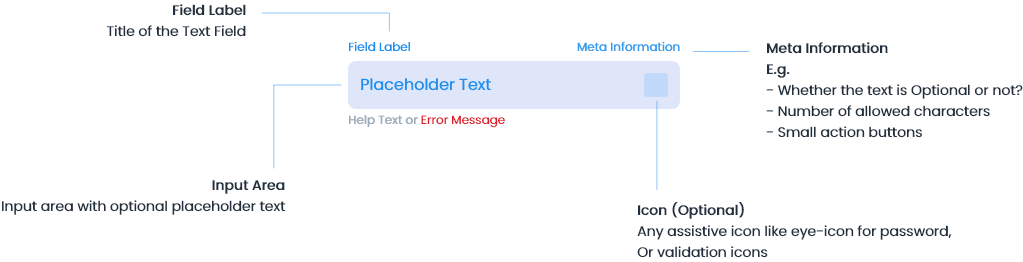 Field Label
Title of the Text Field
Field Label
Meta Information
Placeholder Text
Help Text or Error Message
Meta Information
E.g.
- Whether the text is Optional or not?
- Number of allowed characters
- Small action buttons
Input Area
Input area with optional placeholder text
Icon (Optional)
Any assistive icon like eye-icon for password,
Or validation icons